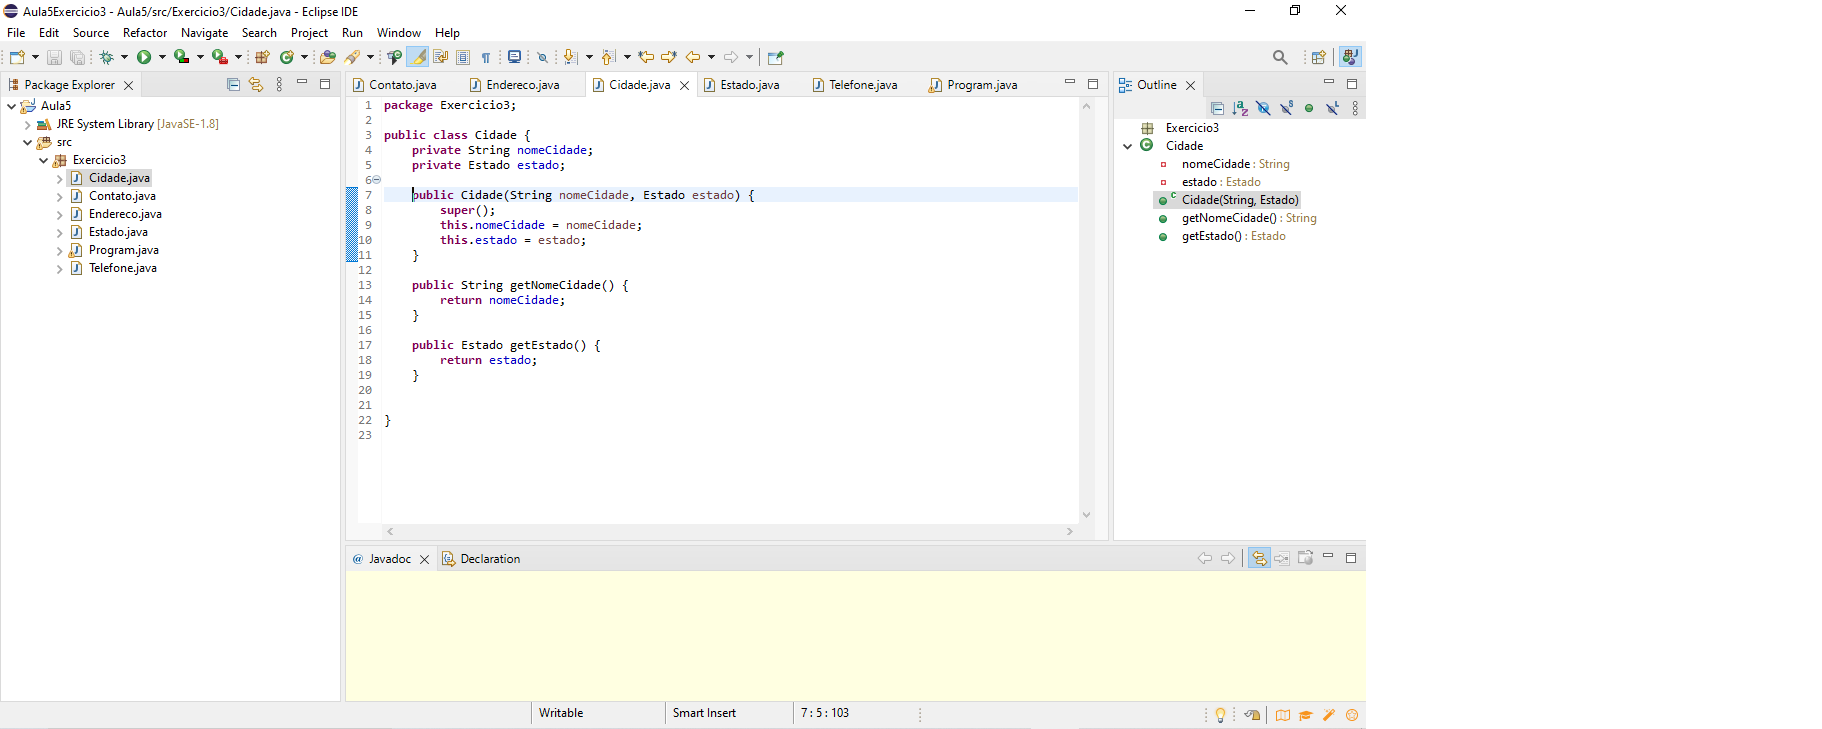 Aula5Exercicio3 - Aula5/src/Exercicio3/Cidade.java - Eclipse IDE
File Edit Source Refactor Navigate Search Project Run Window Help
Package Explorer
Aula5
JRE System Library [JavaSE-1.8]
src
Exercicio3
Cidade.java
Contato.java
Endereco.java
Estado.java
Program.java
Telefone.java
Contato.java Endereco.java Cidade.java Estado.java Telefone.java Program.java
1 package Exercicio3;
2
3 public class Cidade {
4 private String nomeCidade;
5 private Estado estado;
6
7 public Cidade(String nomeCidade, Estado estado) {
8 super();
9 this.nomeCidade = nomeCidade;
10 this.estado = estado;
11 }
12
13 public String getNomeCidade() {
14 return nomeCidade;
15 }
16
17 public Estado getEstado() {
18 return estado;
19 }
20
21
22 }
23
Outline
Exercicio3
Cidade
nomeCidade : String
estado : Estado
Cidade(String, Estado)
getNomeCidade() : String
getEstado() : Estado
@ Javadoc Declaration
Writable Smart Insert 7 : 5 : 103